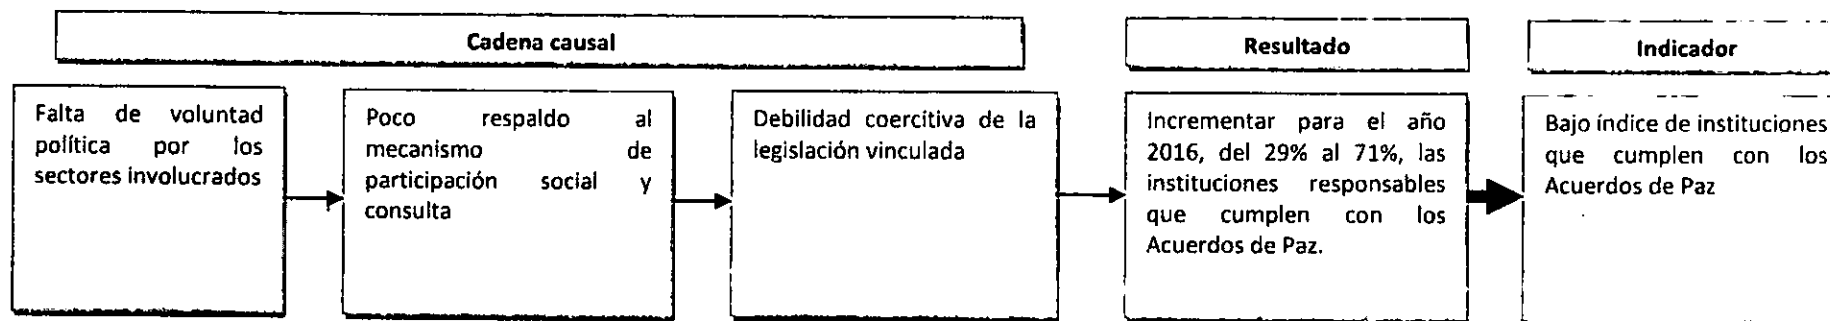 Cadena causal
Resultado
Indicador
Falta de voluntad
política por los
sectores involucrados
Poco respaldo al
mecanismo de
participación social y
consulta
Debilidad coercitiva de la
legislación vinculada
Incrementar para el año
2016, del 29% al 71%, las
instituciones responsables
que cumplen con los
Acuerdos de Paz.
Bajo índice de instituciones
que cumplen con los
Acuerdos de Paz